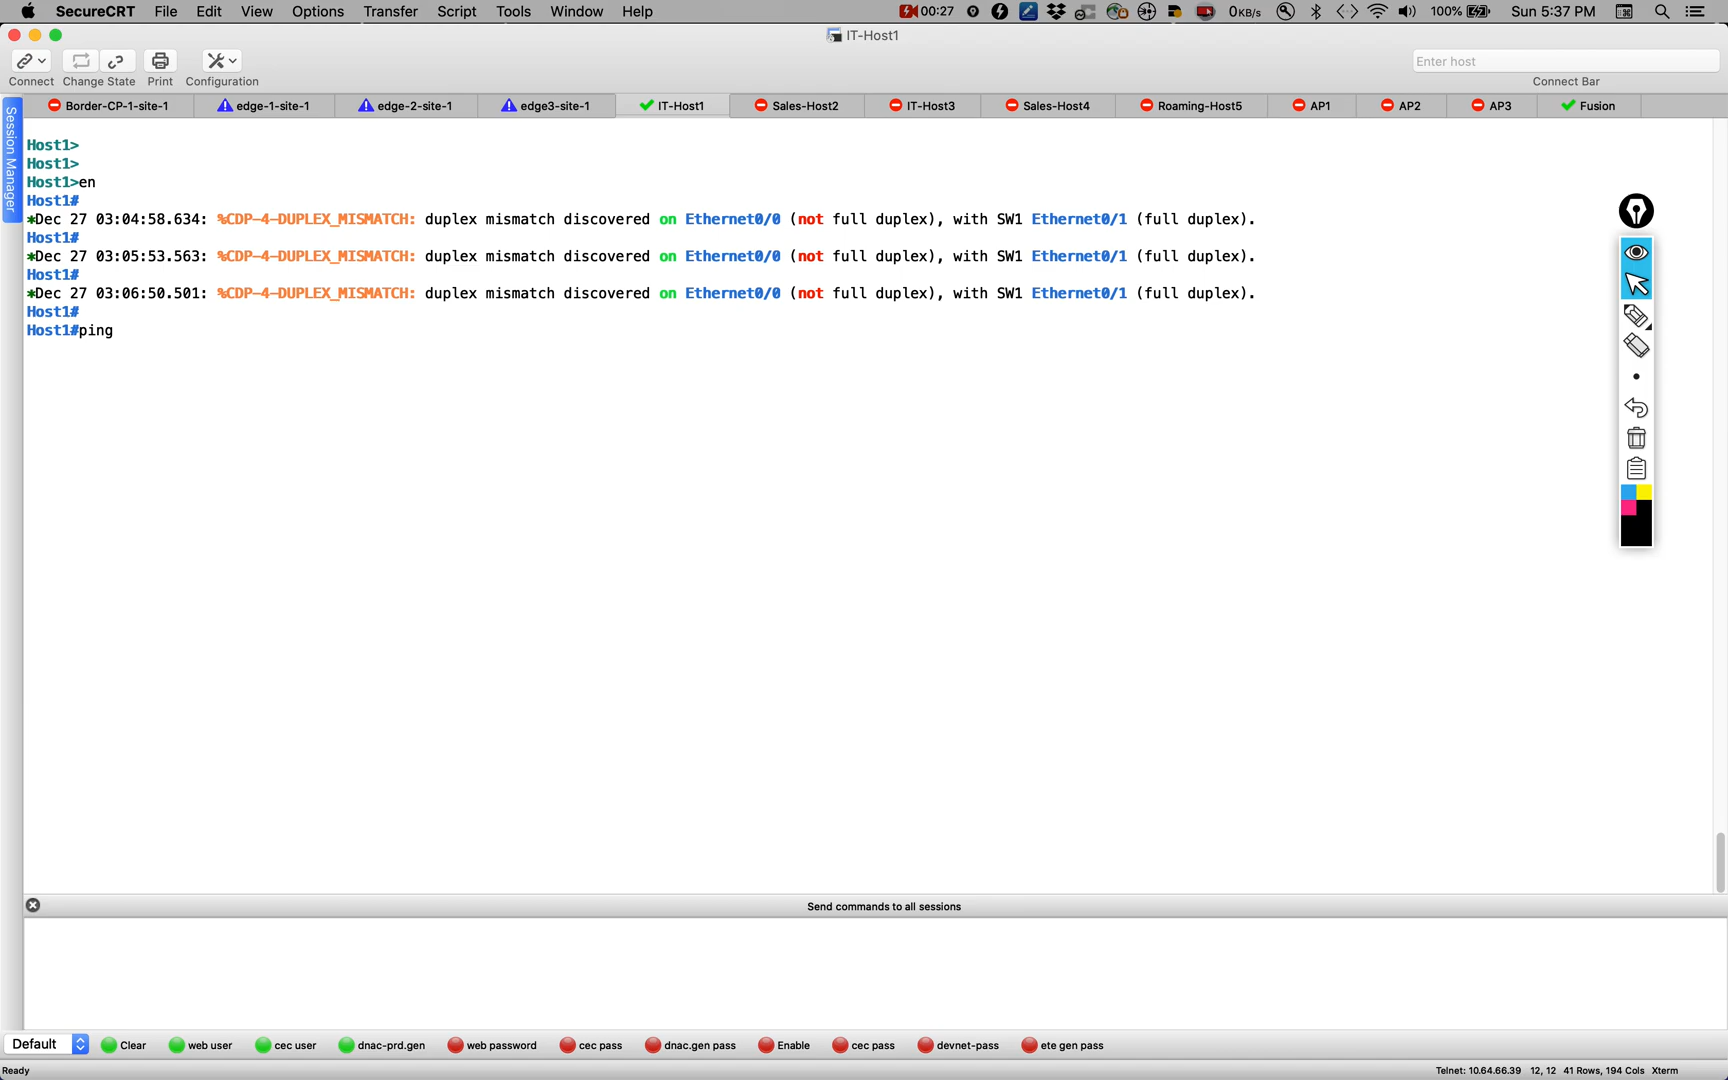 SecureCRT File Edit View Options Transfer Script Tools Window Help 00:27 0KB/s 100% Sun 5:37 PM
IT-Host1
Enter host
Connect Change State Print Configuration Connect Bar
Session Manager
Border-CP-1-site-1 edge-1-site-1 edge-2-site-1 edge3-site-1 IT-Host1 Sales-Host2 IT-Host3 Sales-Host4 Roaming-Host5 AP1 AP2 AP3 Fusion
Host1>
Host1>
Host1>en
Host1#
*Dec 27 03:04:58.634: %CDP-4-DUPLEX_MISMATCH: duplex mismatch discovered on Ethernet0/0 (not full duplex), with SW1 Ethernet0/1 (full duplex).
Host1#
*Dec 27 03:05:53.563: %CDP-4-DUPLEX_MISMATCH: duplex mismatch discovered on Ethernet0/0 (not full duplex), with SW1 Ethernet0/1 (full duplex).
Host1#
*Dec 27 03:06:50.501: %CDP-4-DUPLEX_MISMATCH: duplex mismatch discovered on Ethernet0/0 (not full duplex), with SW1 Ethernet0/1 (full duplex).
Host1#
Host1#ping
Send commands to all sessions
Default Clear web user cec user dnac-prd.gen web password cec pass dnac.gen pass Enable cec pass devnet-pass ete gen pass
Ready Telnet: 10.64.66.39 12, 12 41 Rows, 194 Cols Xterm